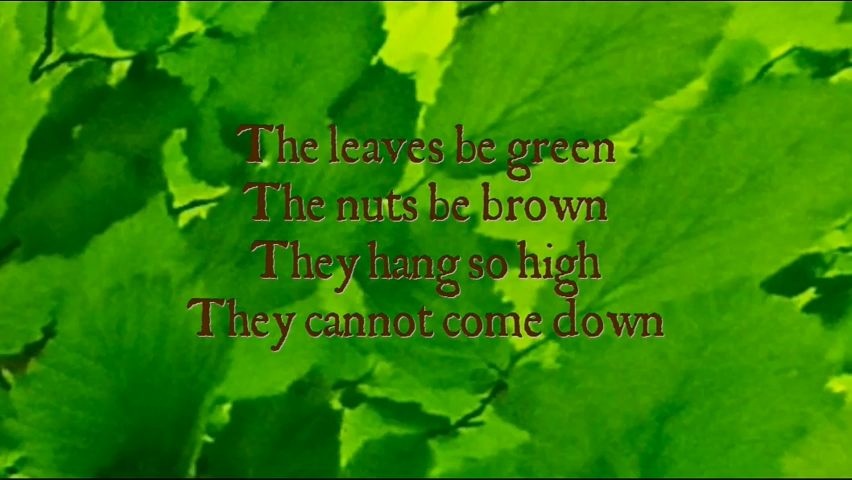 The leaves be green
The nuts be brown
They hang so high
They cannot come down